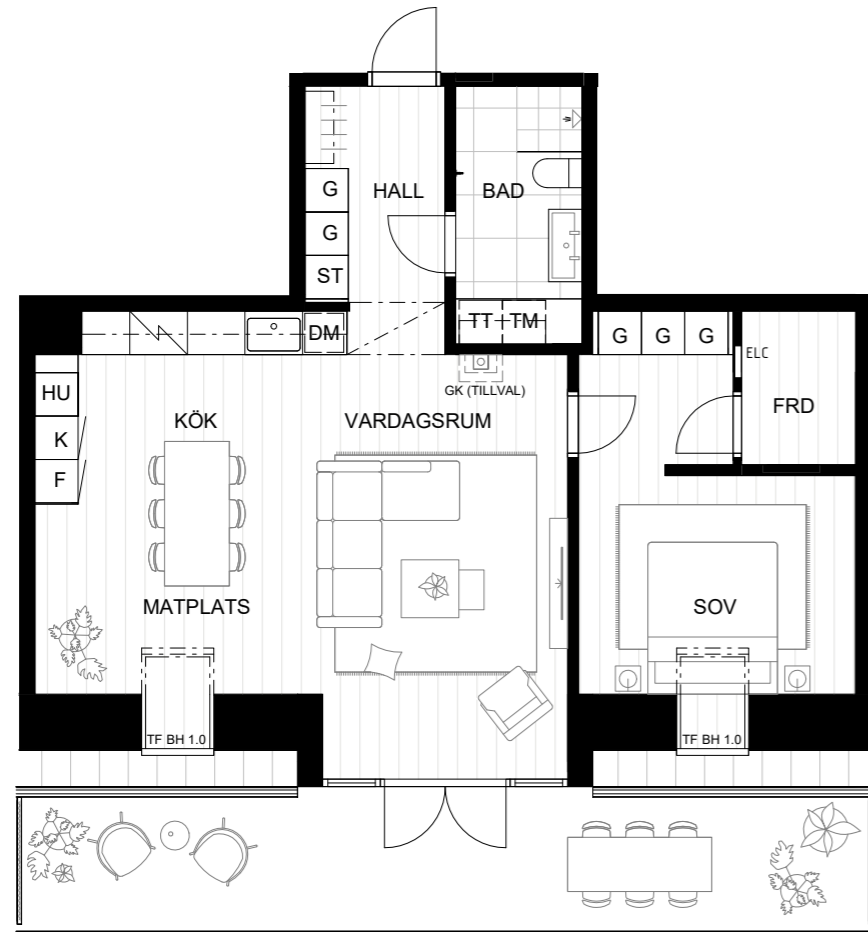 G
HALL
BAD
G
ST
TT TM
DM
G G G
ELC
FRD
HU
KÖK
VARDAGSRUM
GK (TILLVAL)
K
F
MATPLATS
SOV
TF BH 1.0
TF BH 1.0